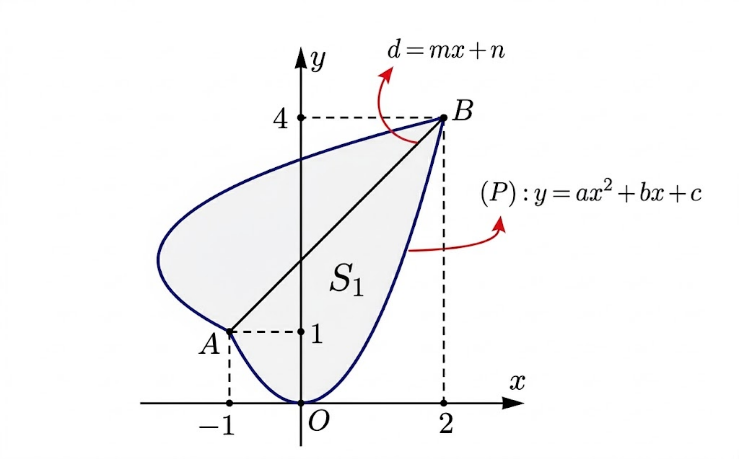 d = mx + n
y
4
B
(P) : y = ax² + bx + c
S₁
A
1
x
−1
O
2